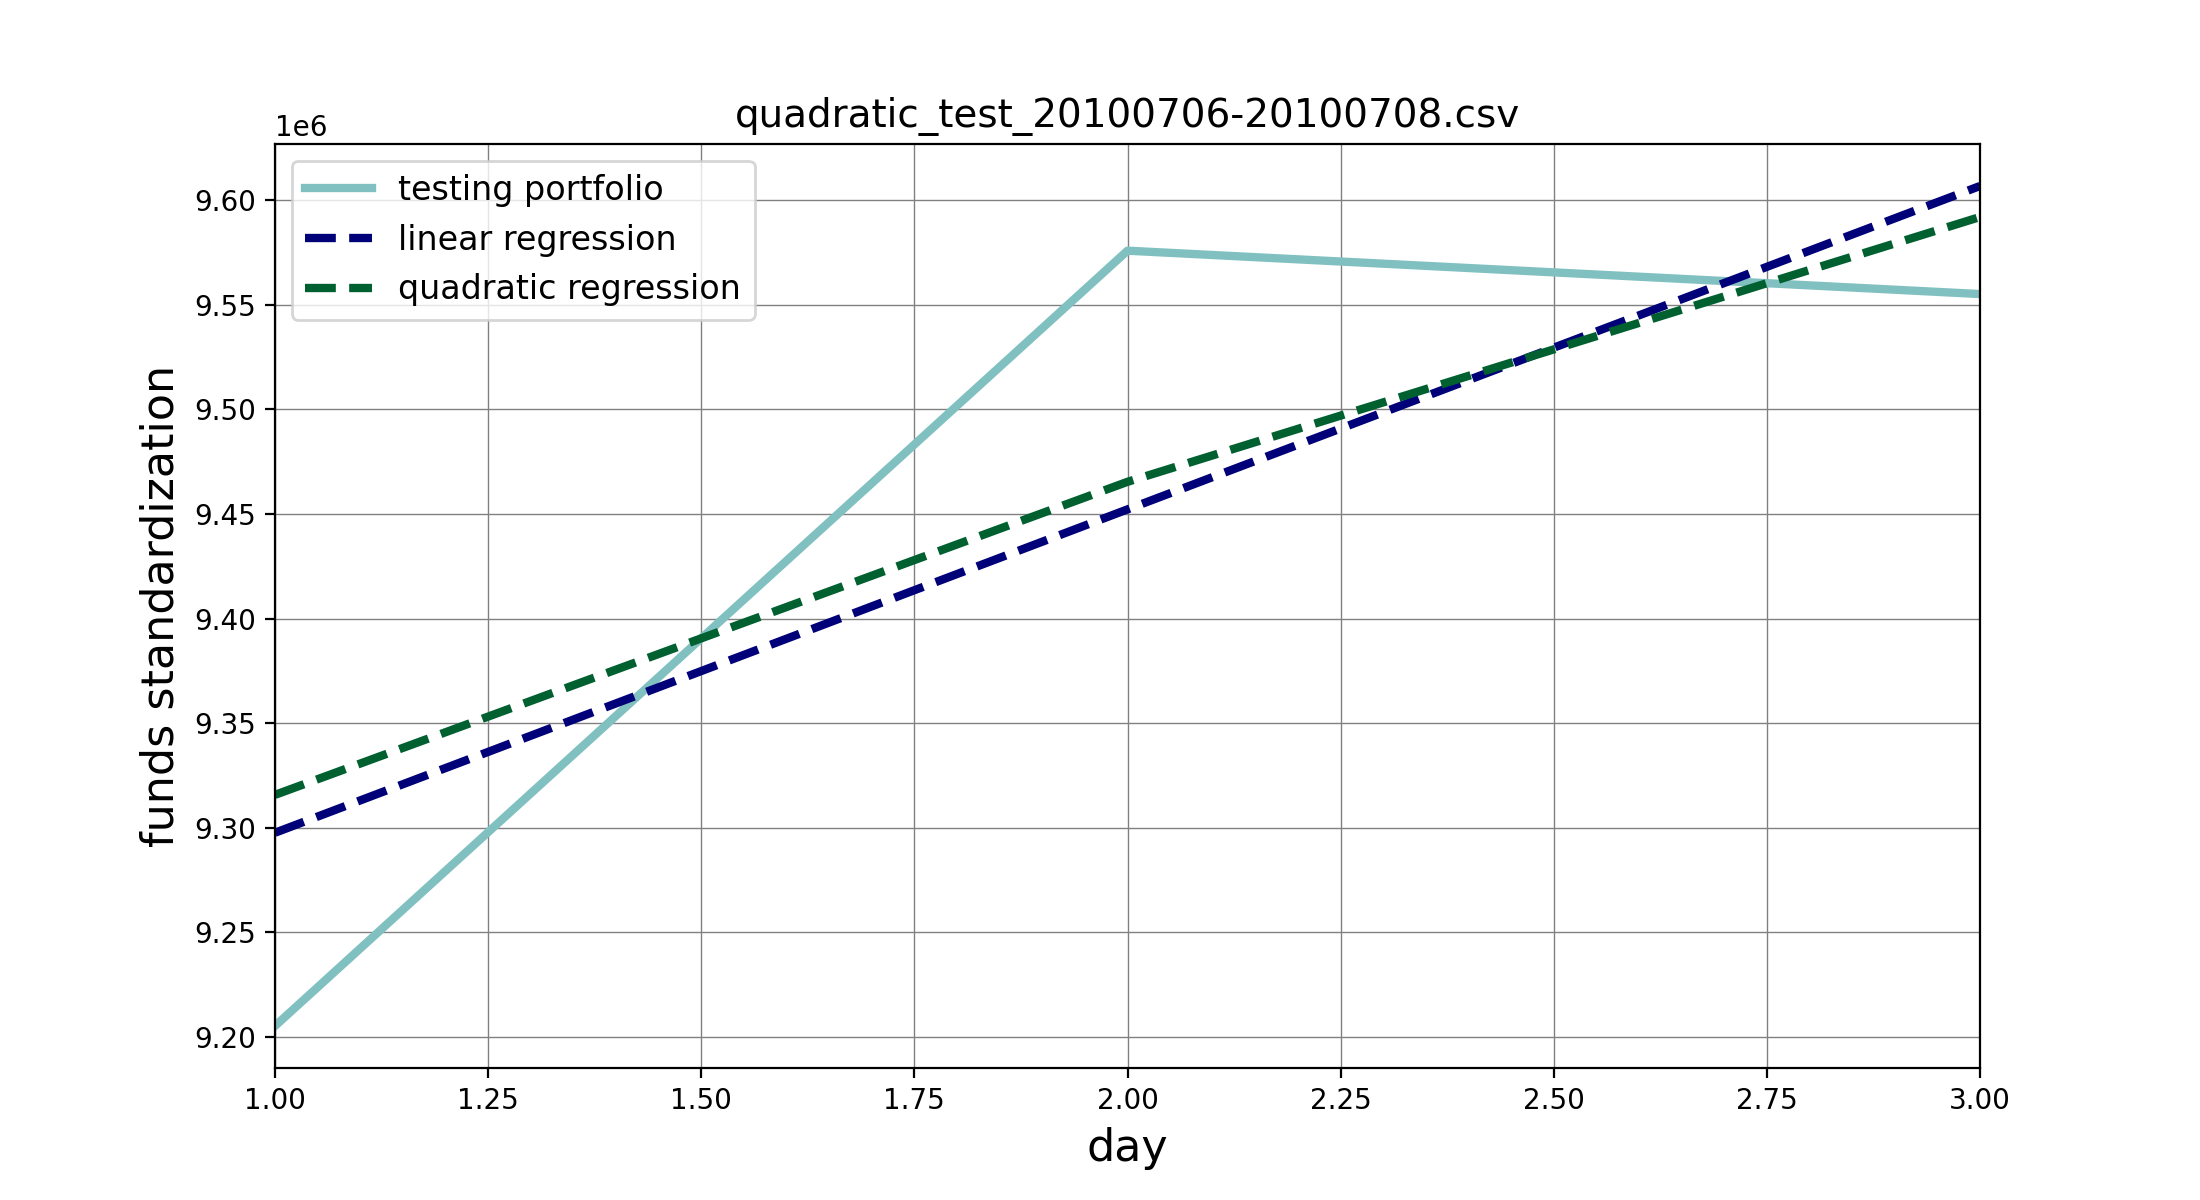 quadratic_test_20100706-20100708.csv
1e6
testing portfolio
linear regression
quadratic regression
9.60
9.55
9.50
9.45
9.40
9.35
9.30
9.25
9.20
funds standardization
1.00 1.25 1.50 1.75 2.00 2.25 2.50 2.75 3.00
day